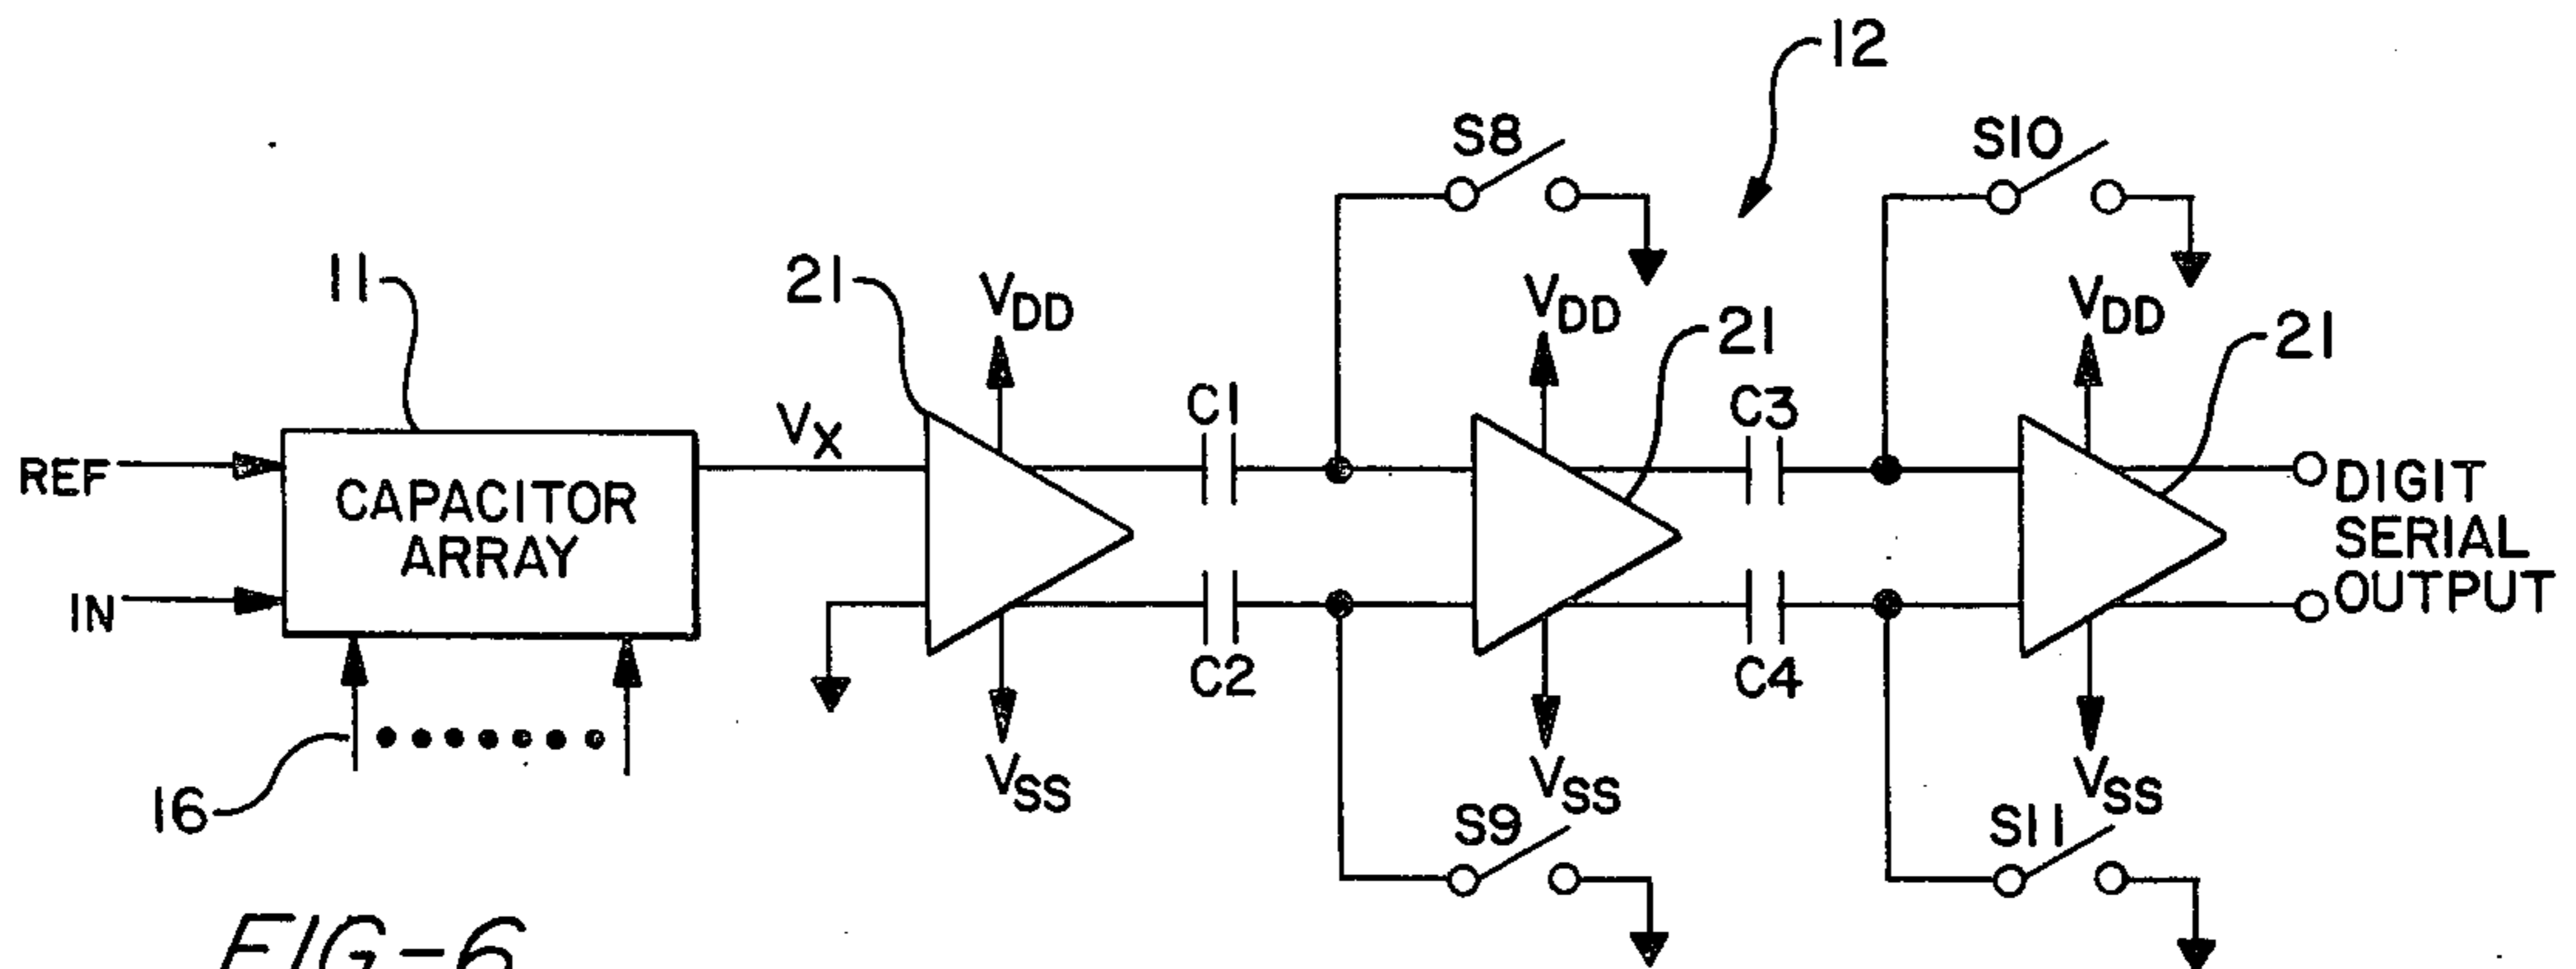 12
S8
S10
11
21
VDD
VDD
21
VDD
21
REF
CAPACITOR
ARRAY
VX
C1
C3
DIGIT
SERIAL
OUTPUT
IN
C2
C4
16
VSS
VSS
VSS
S9
S11
FIG-6